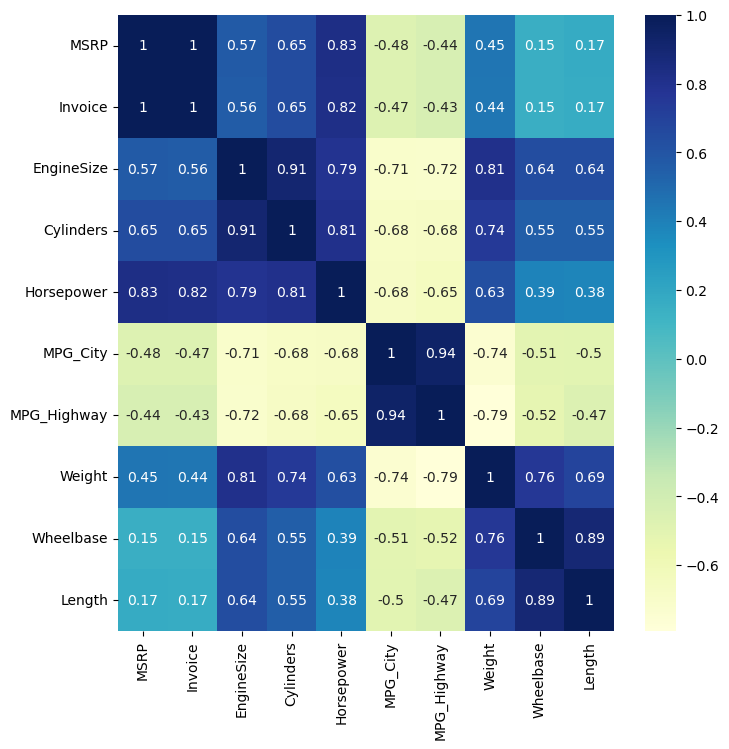 MSRP 1 1 0.57 0.65 0.83 -0.48 -0.44 0.45 0.15 0.17
Invoice 1 1 0.56 0.65 0.82 -0.47 -0.43 0.44 0.15 0.17
EngineSize 0.57 0.56 1 0.91 0.79 -0.71 -0.72 0.81 0.64 0.64
Cylinders 0.65 0.65 0.91 1 0.81 -0.68 -0.68 0.74 0.55 0.55
Horsepower 0.83 0.82 0.79 0.81 1 -0.68 -0.65 0.63 0.39 0.38
MPG_City -0.48 -0.47 -0.71 -0.68 -0.68 1 0.94 -0.74 -0.51 -0.5
MPG_Highway -0.44 -0.43 -0.72 -0.68 -0.65 0.94 1 -0.79 -0.52 -0.47
Weight 0.45 0.44 0.81 0.74 0.63 -0.74 -0.79 1 0.76 0.69
Wheelbase 0.15 0.15 0.64 0.55 0.39 -0.51 -0.52 0.76 1 0.89
Length 0.17 0.17 0.64 0.55 0.38 -0.5 -0.47 0.69 0.89 1
MSRP
Invoice
EngineSize
Cylinders
Horsepower
MPG_City
MPG_Highway
Weight
Wheelbase
Length
1.0
0.8
0.6
0.4
0.2
0.0
−0.2
−0.4
−0.6